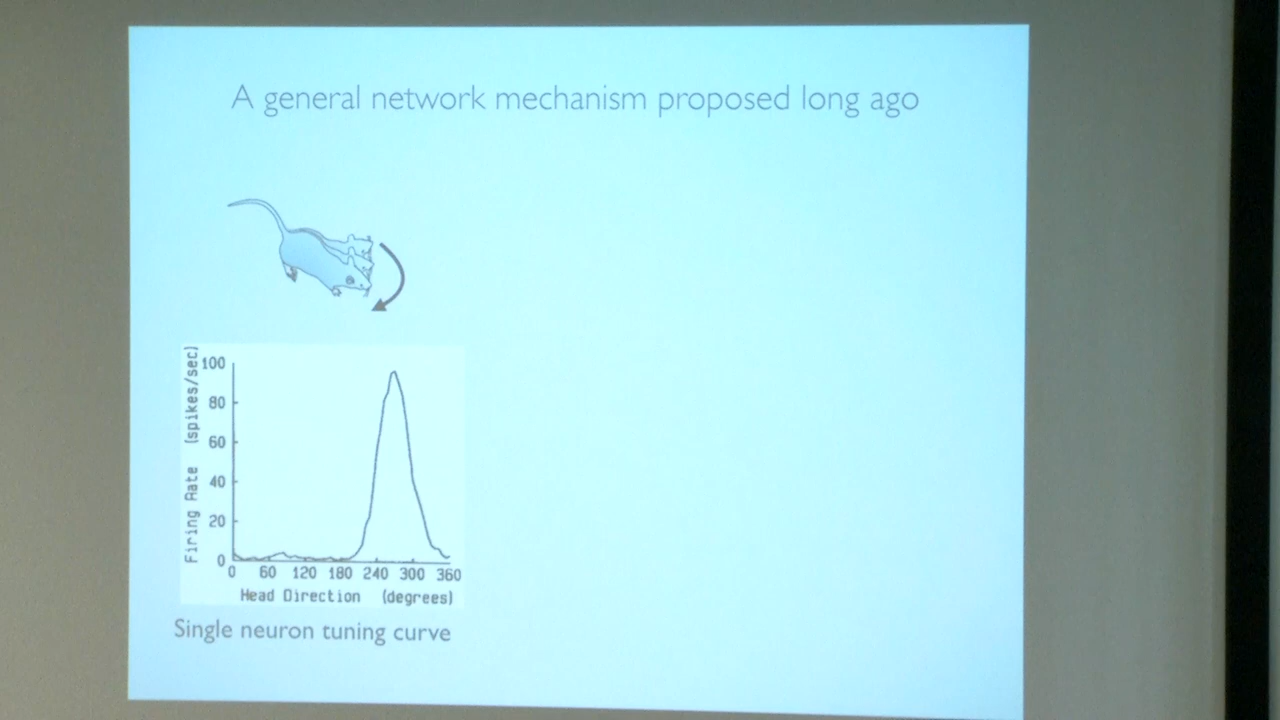 A general network mechanism proposed long ago
Firing Rate (spikes/sec)
100
80
60
40
20
0
0 60 120 180 240 300 360
Head Direction (degrees)
Single neuron tuning curve